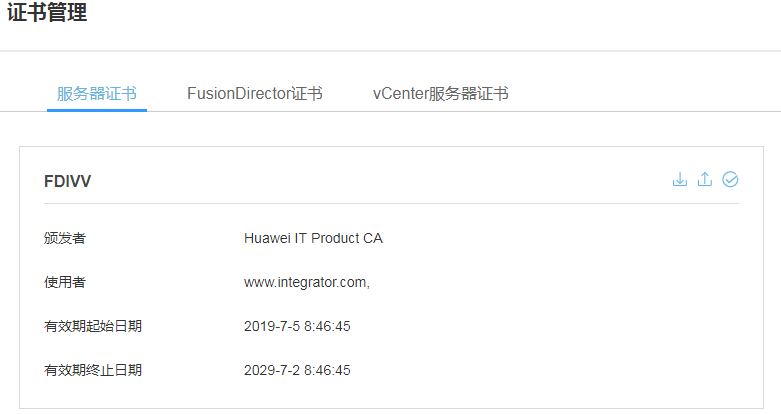 证书管理
服务器证书 FusionDirector证书 vCenter服务器证书
FDIVV
颁发者 Huawei IT Product CA
使用者 www.integrator.com,
有效期起始日期 2019-7-5 8:46:45
有效期终止日期 2029-7-2 8:46:45